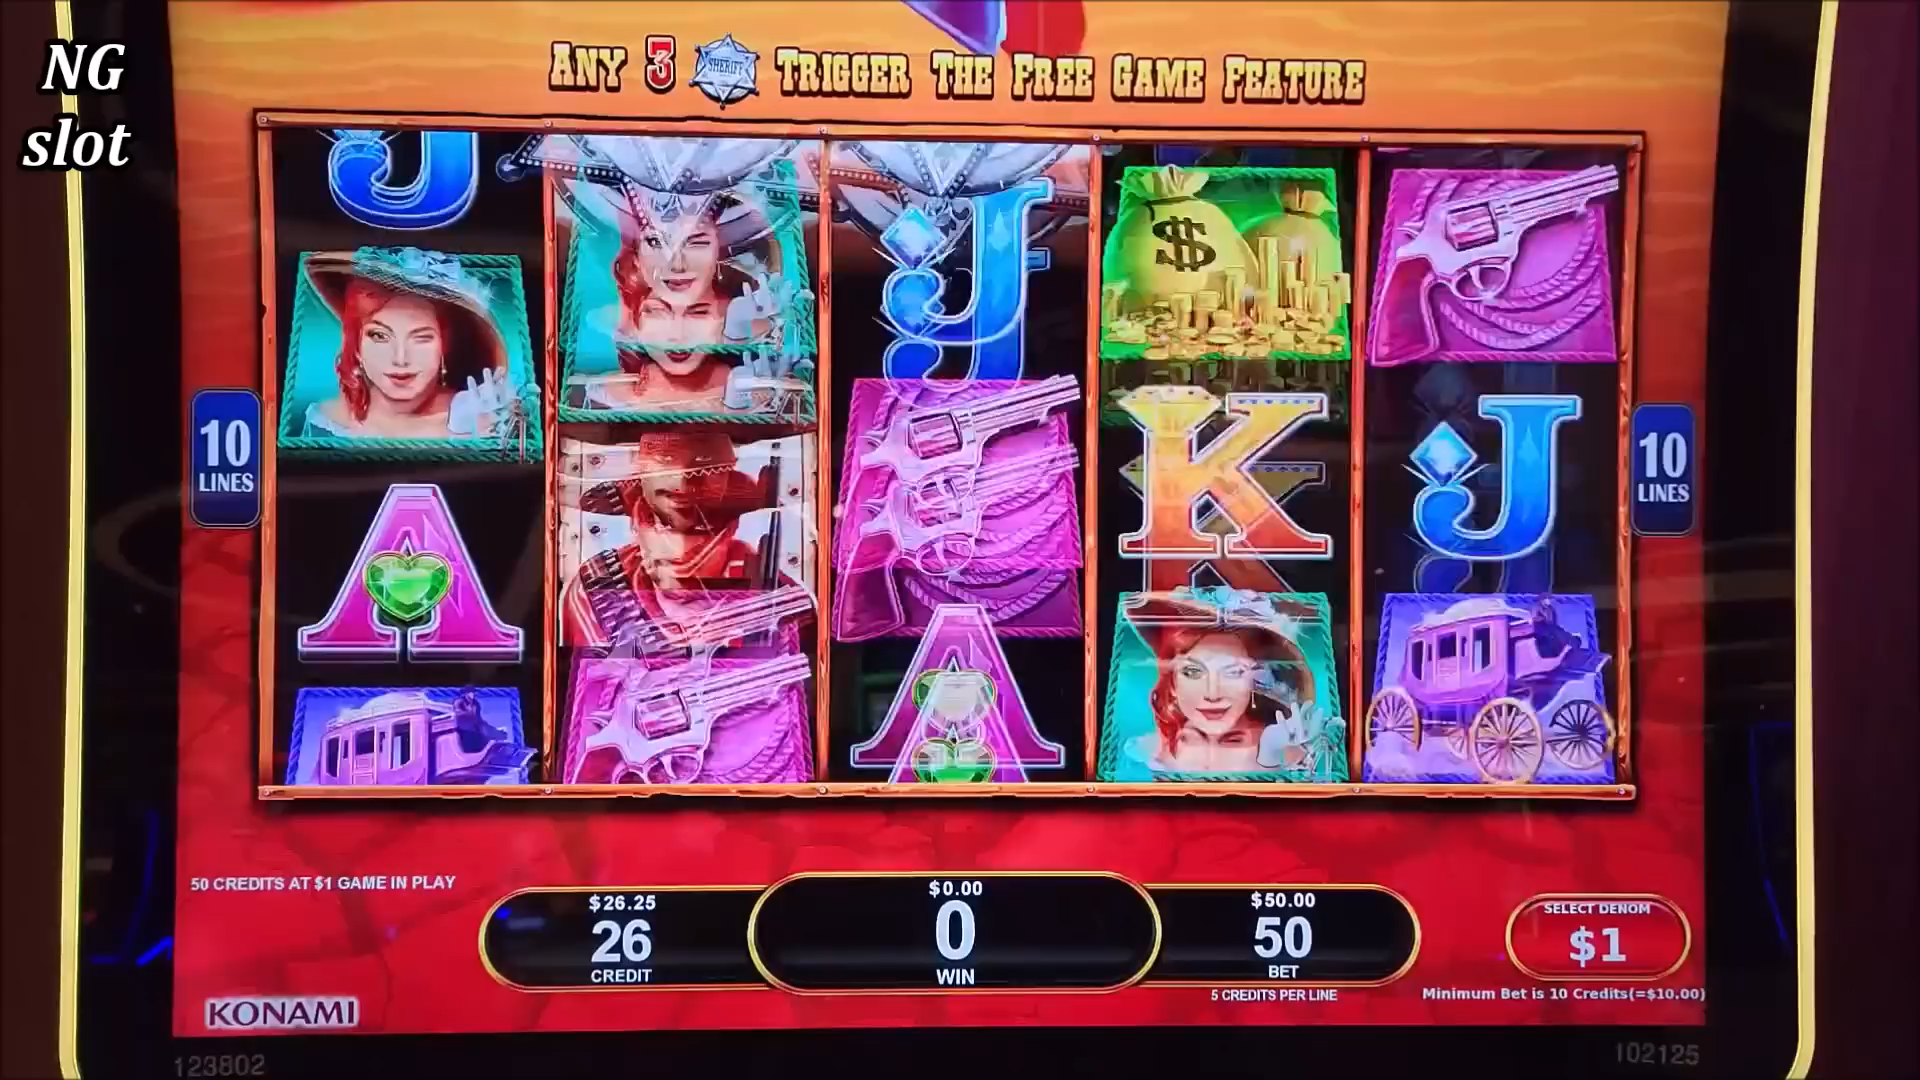 NG
slot
ANY 3 SHERIFF TRIGGER THE FREE GAME FEATURE
J
J
$
K
J
10
LINES
10
LINES
A
A
50 CREDITS AT $1 GAME IN PLAY
$26.25
26
CREDIT
$0.00
0
WIN
$50.00
50
BET
5 CREDITS PER LINE
SELECT DENOM
$1
Minimum Bet is 10 Credits(=$10.00)
KONAMI
123802
102125